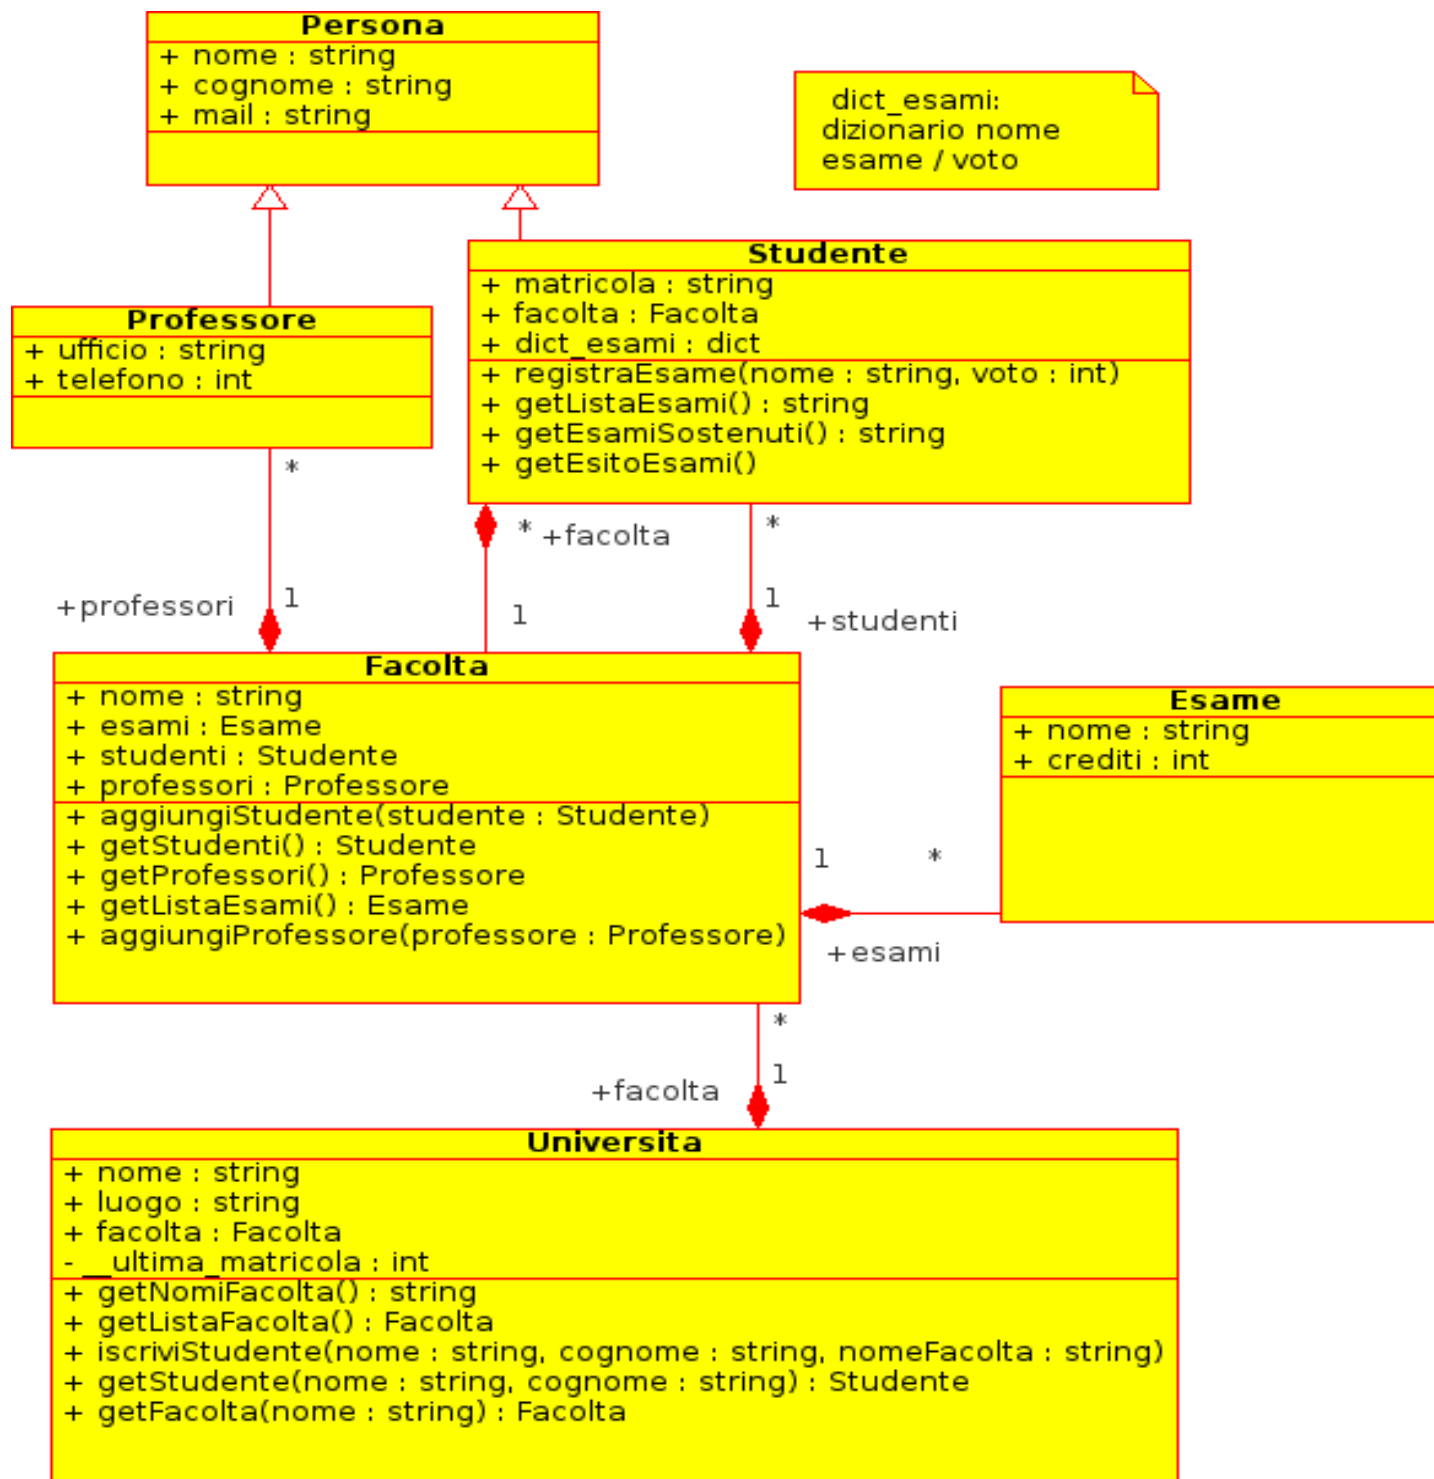 Persona
+ nome : string
+ cognome : string
+ mail : string
dict_esami:
dizionario nome
esame / voto
Studente
+ matricola : string
+ facolta : Facolta
+ dict_esami : dict
+ registraEsame(nome : string, voto : int)
+ getListaEsami() : string
+ getEsamiSostenuti() : string
+ getEsitoEsami()
Professore
+ ufficio : string
+ telefono : int
*
* +facolta
*
+professori
1
1
1
+studenti
Facolta
+ nome : string
+ esami : Esame
+ studenti : Studente
+ professori : Professore
+ aggiungiStudente(studente : Studente)
+ getStudenti() : Studente
+ getProfessori() : Professore
+ getListaEsami() : Esame
+ aggiungiProfessore(professore : Professore)
Esame
+ nome : string
+ crediti : int
1 *
+esami
*
1
+facolta
Universita
+ nome : string
+ luogo : string
+ facolta : Facolta
- __ultima_matricola : int
+ getNomiFacolta() : string
+ getListaFacolta() : Facolta
+ iscriviStudente(nome : string, cognome : string, nomeFacolta : string)
+ getStudente(nome : string, cognome : string) : Studente
+ getFacolta(nome : string) : Facolta